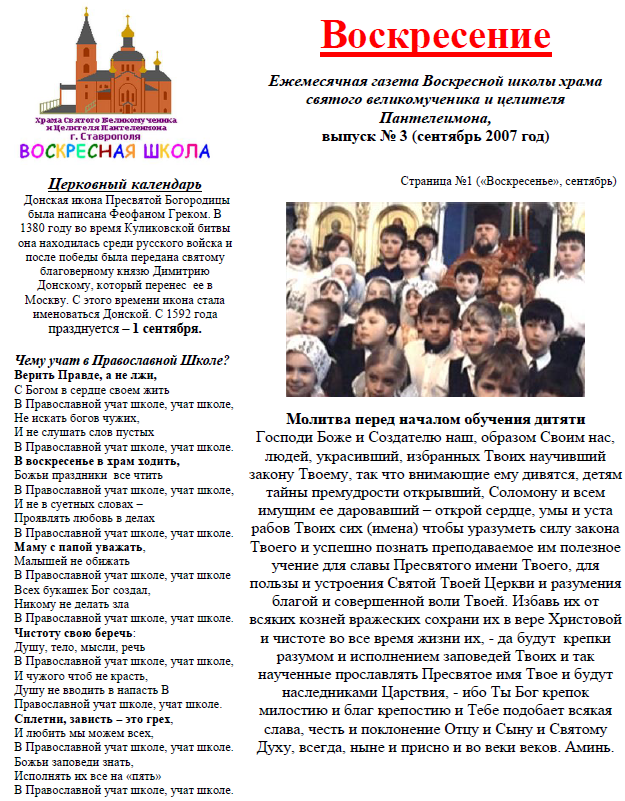 Храма Святого Великомученика
и Целителя Пантелеимона
г. Ставрополя
ВОСКРЕСНАЯ ШКОЛА
Воскресение
Ежемесячная газета Воскресной школы храма
святого великомученика и целителя
Пантелеимона,
выпуск № 3 (сентябрь 2007 год)
Страница №1 («Воскресенье», сентябрь)
Церковный календарь
Донская икона Пресвятой Богородицы
была написана Феофаном Греком. В
1380 году во время Куликовской битвы
она находилась среди русского войска и
после победы была передана святому
благоверному князю Димитрию
Донскому, который перенес ее в
Москву. С этого времени икона стала
именоваться Донской. С 1592 года
празднуется – 1 сентября.
Чему учат в Православной Школе?
Верить Правде, а не лжи,
С Богом в сердце своем жить
В Православной учат школе, учат школе,
Не искать богов чужих,
И не слушать слов пустых
В Православной учат школе, учат школе.
В воскресенье в храм ходить,
Божьи праздники все чтить
В Православной учат школе, учат школе,
И не в суетных словах –
Проявлять любовь в делах
В Православной учат школе, учат школе.
Маму с папой уважать,
Малышей не обижать
В Православной учат школе, учат школе
Всех букашек Бог создал,
Никому не делать зла
В Православной учат школе, учат школе.
Чистоту свою беречь:
Душу, тело, мысли, речь
В Православной учат школе, учат школе,
И чужого чтоб не красть,
Душу не вводить в напасть В
Православной учат школе, учат школе.
Сплетни, зависть – это грех,
И любить мы можем всех,
В Православной учат школе, учат школе.
Божьи заповеди знать,
Исполнять их все на «пять»
В Православной учат школе, учат школе.
Молитва перед началом обучения дитяти
Господи Боже и Создателю наш, образом Своим нас,
людей, украсивший, избранных Твоих научивший
закону Твоему, так что внимающие ему дивятся, детям
тайны премудрости открывший, Соломону и всем
имущим ее даровавший – открой сердце, умы и уста
рабов Твоих сих (имена) чтобы уразуметь силу закона
Твоего и успешно познать преподаваемое им полезное
учение для славы Пресвятого имени Твоего, для
пользы и устроения Святой Твоей Церкви и разумения
благой и совершенной воли Твоей. Избавь их от
всяких козней вражеских сохрани их в вере Христовой
и чистоте во все время жизни их, - да будут крепки
разумом и исполнением заповедей Твоих и так
наученные прославлять Пресвятое имя Твое и будут
наследниками Царствия, - ибо Ты Бог крепок
милостию и благ крепостию и Тебе подобает всякая
слава, честь и поклонение Отцу и Сыну и Святому
Духу, всегда, ныне и присно и во веки веков. Аминь.